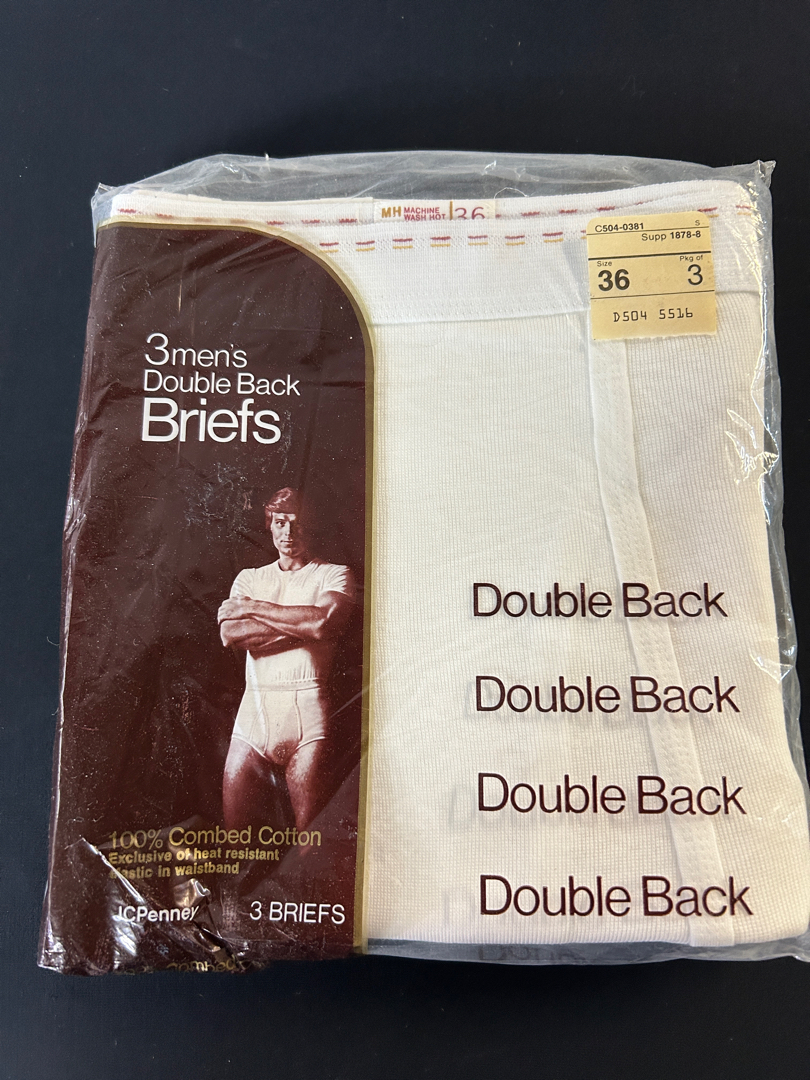 MH MACHINE WASH HOT 36
C504-0381 S
Supp 1878-8
Size Pkg of
36 3
D504 5516
3 men's
Double Back
Briefs
Double Back
Double Back
Double Back
Double Back
100% Combed Cotton
Exclusive of heat resistant
elastic in waistband
JCPenney 3 BRIEFS